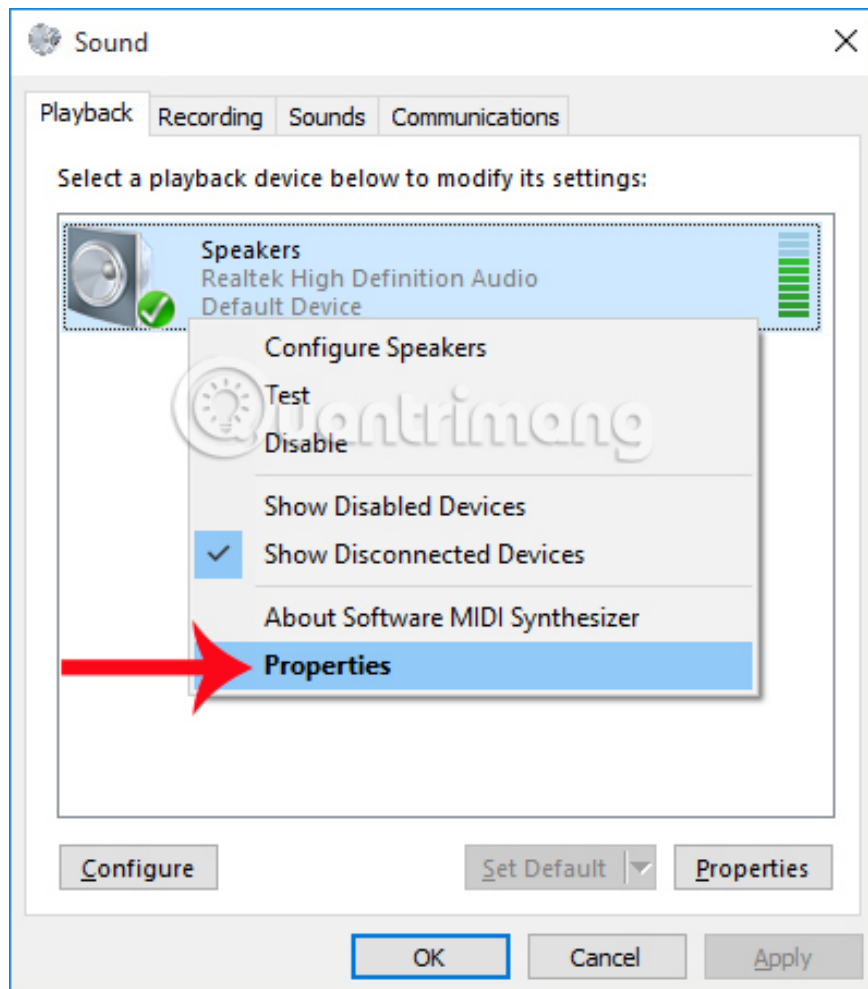 Sound
Playback Recording Sounds Communications
Select a playback device below to modify its settings:
Speakers
Realtek High Definition Audio
Default Device
Configure Speakers
Test
Quantrimang
Disable
Show Disabled Devices
Show Disconnected Devices
About Software MIDI Synthesizer
Properties
Configure Set Default Properties
OK Cancel Apply